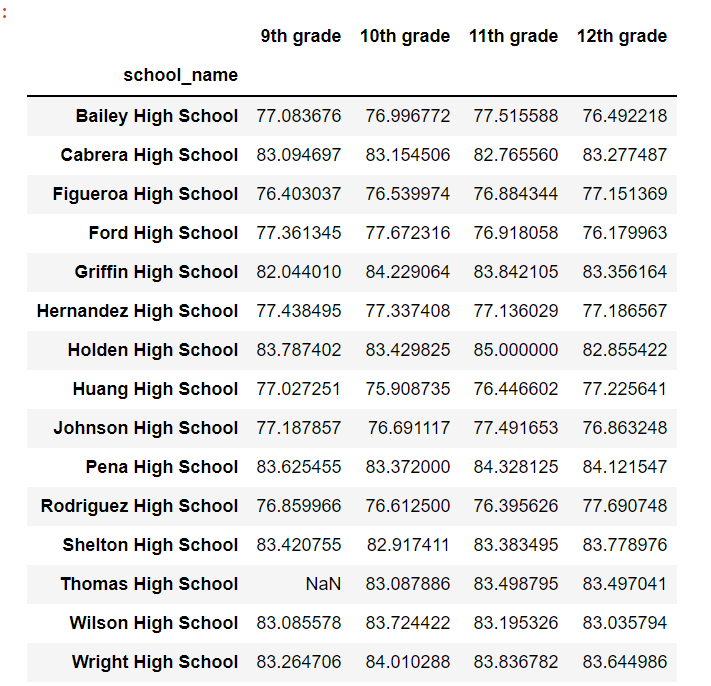 :
9th grade 10th grade 11th grade 12th grade
school_name
Bailey High School 77.083676 76.996772 77.515588 76.492218
Cabrera High School 83.094697 83.154506 82.765560 83.277487
Figueroa High School 76.403037 76.539974 76.884344 77.151369
Ford High School 77.361345 77.672316 76.918058 76.179963
Griffin High School 82.044010 84.229064 83.842105 83.356164
Hernandez High School 77.438495 77.337408 77.136029 77.186567
Holden High School 83.787402 83.429825 85.000000 82.855422
Huang High School 77.027251 75.908735 76.446602 77.225641
Johnson High School 77.187857 76.691117 77.491653 76.863248
Pena High School 83.625455 83.372000 84.328125 84.121547
Rodriguez High School 76.859966 76.612500 76.395626 77.690748
Shelton High School 83.420755 82.917411 83.383495 83.778976
Thomas High School NaN 83.087886 83.498795 83.497041
Wilson High School 83.085578 83.724422 83.195326 83.035794
Wright High School 83.264706 84.010288 83.836782 83.644986